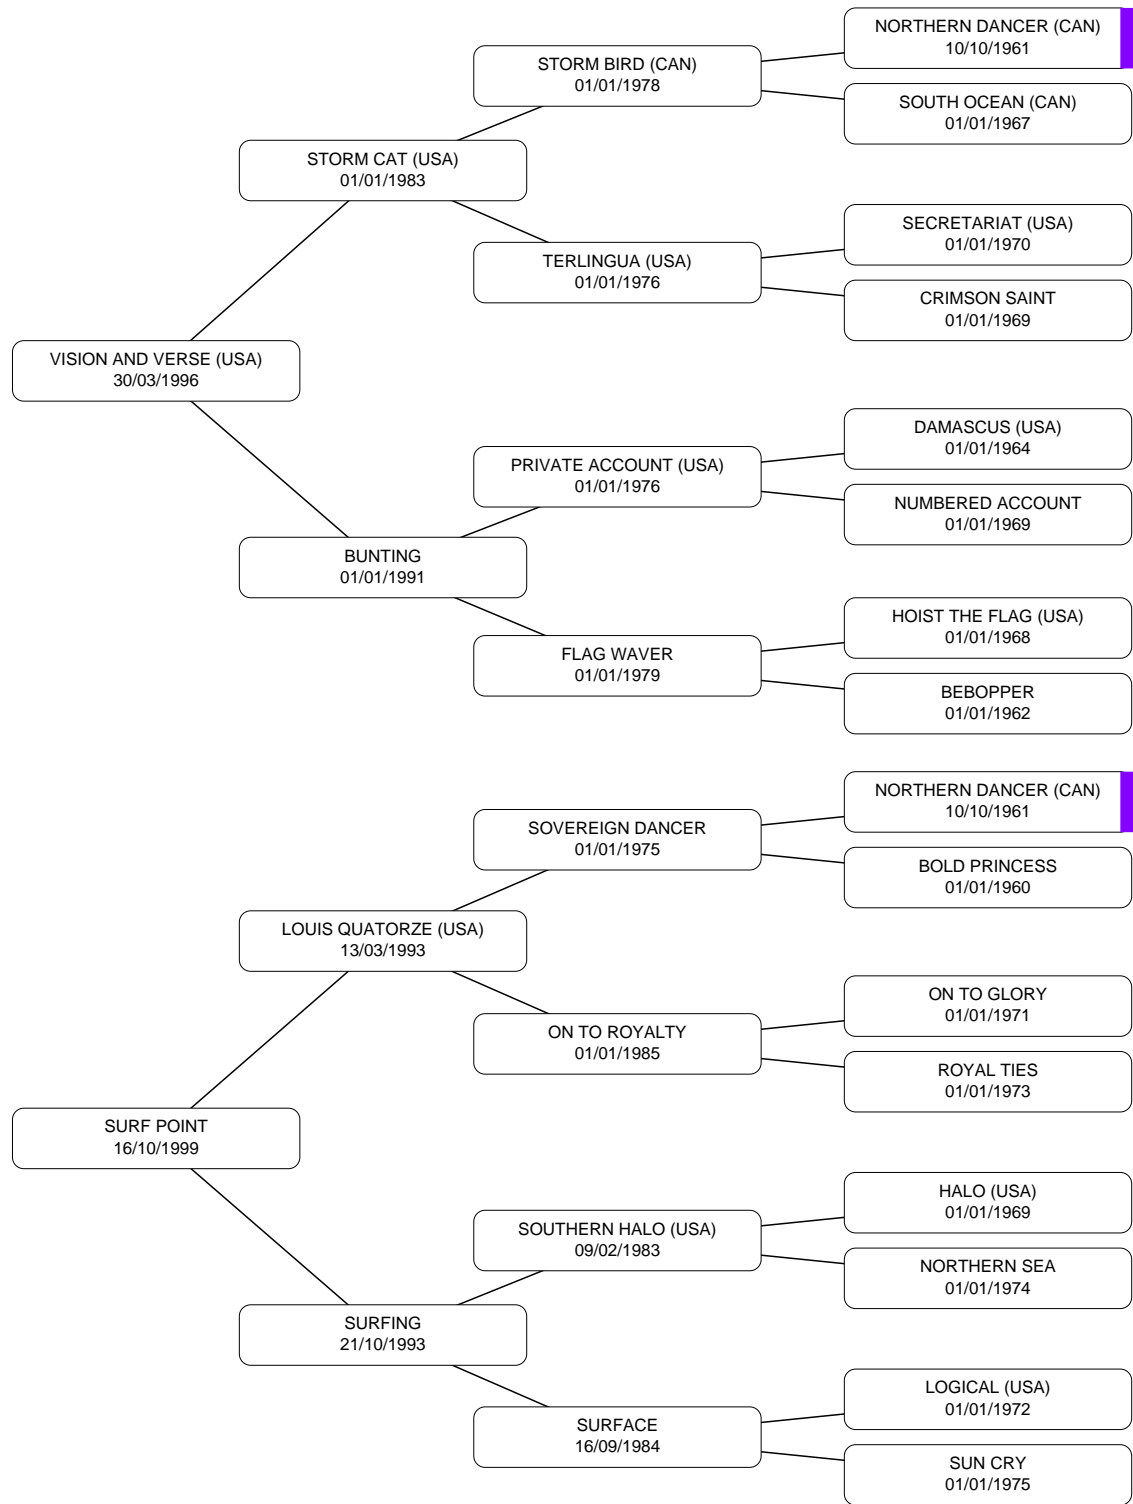 NORTHERN DANCER (CAN)
10/10/1961
STORM BIRD (CAN)
01/01/1978
SOUTH OCEAN (CAN)
01/01/1967
STORM CAT (USA)
01/01/1983
SECRETARIAT (USA)
01/01/1970
TERLINGUA (USA)
01/01/1976
CRIMSON SAINT
01/01/1969
VISION AND VERSE (USA)
30/03/1996
DAMASCUS (USA)
01/01/1964
PRIVATE ACCOUNT (USA)
01/01/1976
NUMBERED ACCOUNT
01/01/1969
BUNTING
01/01/1991
HOIST THE FLAG (USA)
01/01/1968
FLAG WAVER
01/01/1979
BEBOPPER
01/01/1962
NORTHERN DANCER (CAN)
10/10/1961
SOVEREIGN DANCER
01/01/1975
BOLD PRINCESS
01/01/1960
LOUIS QUATORZE (USA)
13/03/1993
ON TO GLORY
01/01/1971
ON TO ROYALTY
01/01/1985
ROYAL TIES
01/01/1973
SURF POINT
16/10/1999
HALO (USA)
01/01/1969
SOUTHERN HALO (USA)
09/02/1983
NORTHERN SEA
01/01/1974
SURFING
21/10/1993
LOGICAL (USA)
01/01/1972
SURFACE
16/09/1984
SUN CRY
01/01/1975